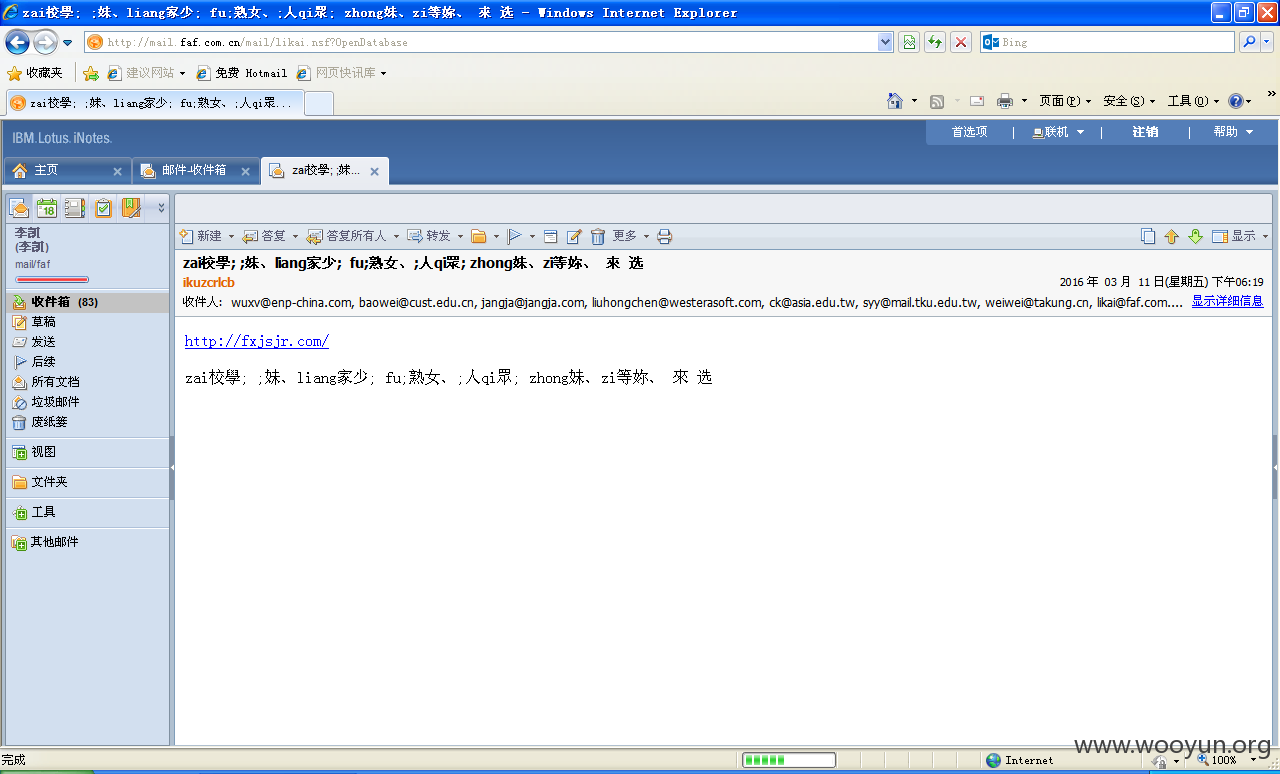 zai校學; ;妹、liang家少; fu;熟女、;人qi眾; zhong妹、zi等妳、 來 选 - Windows Internet Explorer
http://mail.faf.com.cn/mail/likai.nsf?OpenDatabase
Bing
收藏夹 建议网站 免费 Hotmail 网页快讯库
zai校學; ;妹、liang家少; fu;熟女、;人qi眾... 页面(P) 安全(S) 工具(O) »
IBM.Lotus.iNotes. 首选项 | 联机 | 注销 | 帮助
主页 邮件-收件箱 zai校學; ;妹...
18
李凯
(李凯)
mail/faf
新建 答复 答复所有人 转发 更多 显示
zai校學; ;妹、liang家少; fu;熟女、;人qi眾; zhong妹、zi等妳、 來 选
ikuzcrlcb 2016 年 03 月 11 日(星期五) 下午06:19
收件人: wuxv@enp-china.com, baowei@cust.edu.cn, jangja@jangja.com, liuhongchen@westerasoft.com, ck@asia.edu.tw, syy@mail.tku.edu.tw, weiwei@takung.cn, likai@faf.com.... 显示详细信息
收件箱 (83)
草稿
发送
后续
所有文档
垃圾邮件
废纸篓
视图
文件夹
工具
其他邮件
http://fxjsjr.com/
zai校學; ;妹、liang家少; fu;熟女、;人qi眾; zhong妹、zi等妳、 來 选
www.wooyun.org
完成 Internet 100%